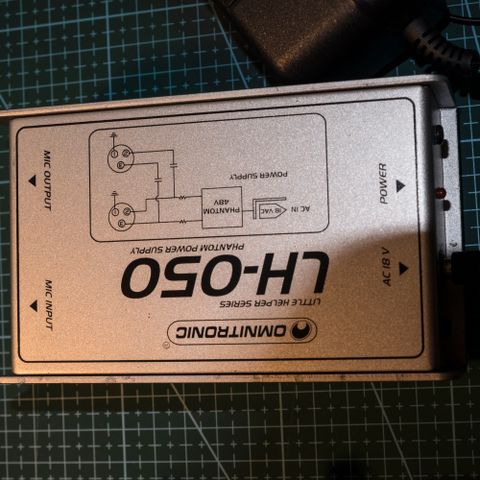 OMNITRONIC
LITTLE HELPER SERIES
LH-050
PHANTOM POWER SUPPLY
AC 18 V
MIC INPUT
POWER
MIC OUTPUT
AC IN
18 VAC
PHANTOM
48V
POWER SUPPLY